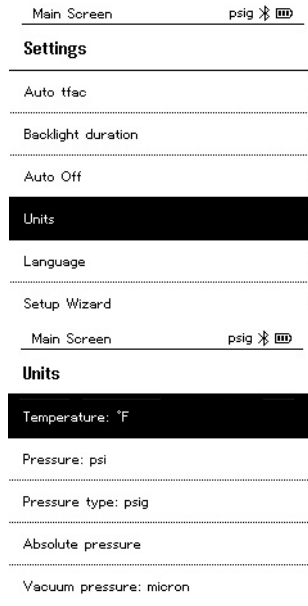 Main Screen psig
Settings
Auto tfac
Backlight duration
Auto Off
Units
Language
Setup Wizard
Main Screen psig
Units
Temperature: °F
Pressure: psi
Pressure type: psig
Absolute pressure
Vacuum pressure: micron